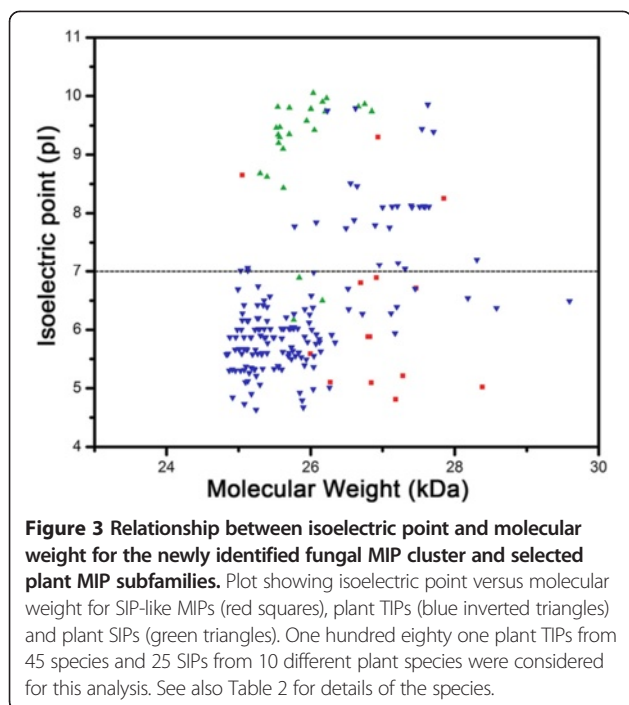 11
10
9
8
7
6
5
4
Isoelectric point (pI)
24
26
28
30
Molecular Weight (kDa)
Figure 3 Relationship between isoelectric point and molecular
weight for the newly identified fungal MIP cluster and selected
plant MIP subfamilies. Plot showing isoelectric point versus molecular
weight for SIP-like MIPs (red squares), plant TIPs (blue inverted triangles)
and plant SIPs (green triangles). One hundred eighty one plant TIPs from
45 species and 25 SIPs from 10 different plant species were considered
for this analysis. See also Table 2 for details of the species.